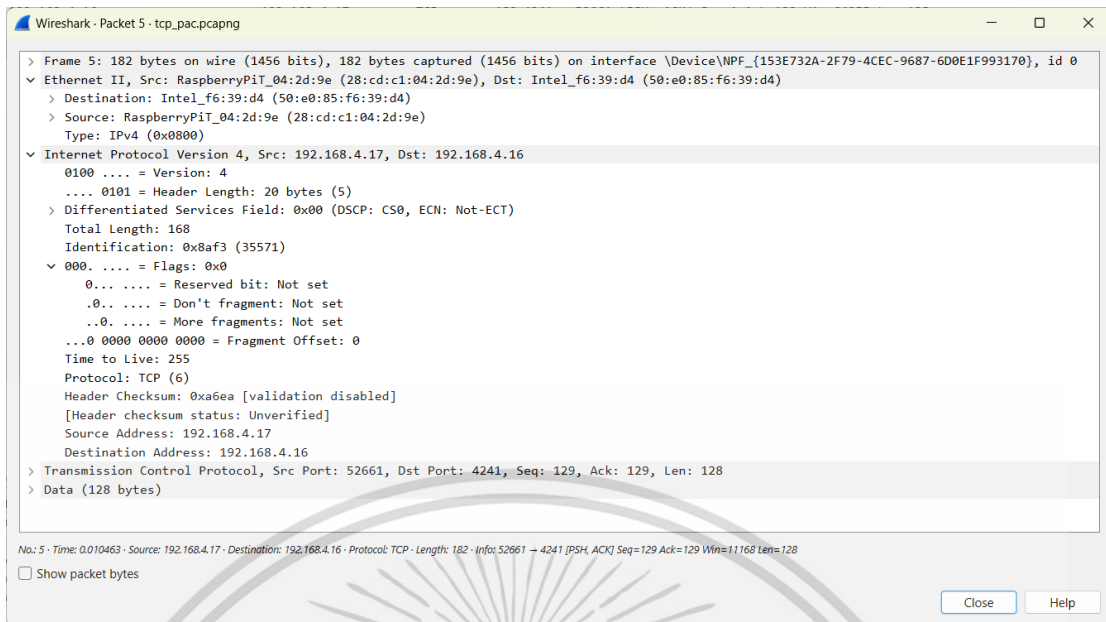 Wireshark · Packet 5 · tcp_pac.pcapng
Frame 5: 182 bytes on wire (1456 bits), 182 bytes captured (1456 bits) on interface \Device\NPF_{153E732A-2F79-4CEC-9687-6D0E1F993170}, id 0
Ethernet II, Src: RaspberryPiT_04:2d:9e (28:cd:c1:04:2d:9e), Dst: Intel_f6:39:d4 (50:e0:85:f6:39:d4)
Destination: Intel_f6:39:d4 (50:e0:85:f6:39:d4)
Source: RaspberryPiT_04:2d:9e (28:cd:c1:04:2d:9e)
Type: IPv4 (0x0800)
Internet Protocol Version 4, Src: 192.168.4.17, Dst: 192.168.4.16
0100 .... = Version: 4
.... 0101 = Header Length: 20 bytes (5)
Differentiated Services Field: 0x00 (DSCP: CS0, ECN: Not-ECT)
Total Length: 168
Identification: 0x8af3 (35571)
000. .... = Flags: 0x0
0... .... = Reserved bit: Not set
.0.. .... = Don't fragment: Not set
..0. .... = More fragments: Not set
...0 0000 0000 0000 = Fragment Offset: 0
Time to Live: 255
Protocol: TCP (6)
Header Checksum: 0xa6ea [validation disabled]
[Header checksum status: Unverified]
Source Address: 192.168.4.17
Destination Address: 192.168.4.16
Transmission Control Protocol, Src Port: 52661, Dst Port: 4241, Seq: 129, Ack: 129, Len: 128
Data (128 bytes)
No.: 5 · Time: 0.010463 · Source: 192.168.4.17 · Destination: 192.168.4.16 · Protocol: TCP · Length: 182 · Info: 52661 → 4241 [PSH, ACK] Seq=129 Ack=129 Win=11168 Len=128
Show packet bytes
Close Help